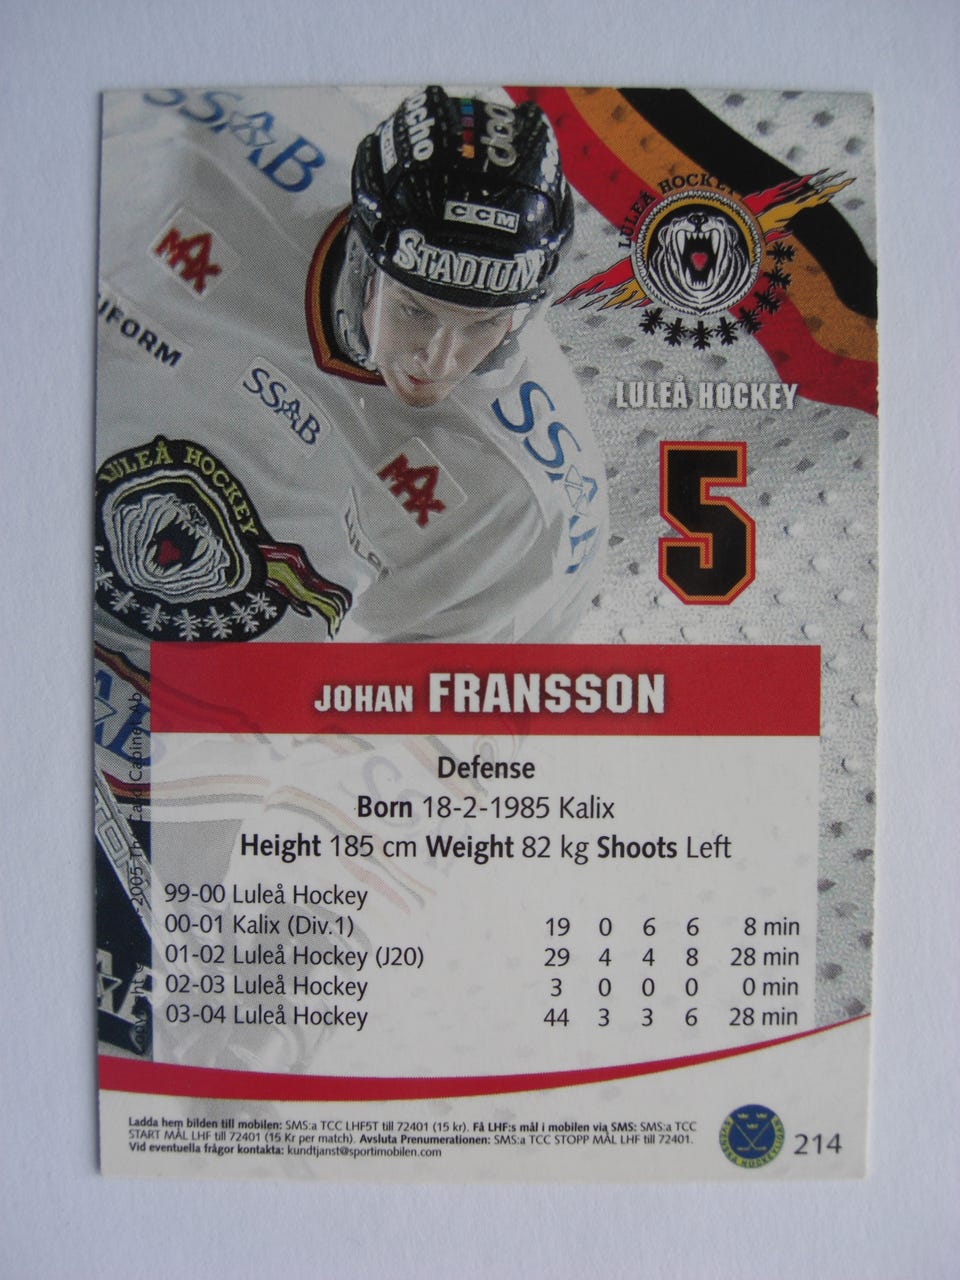 SSAB
ocho
CCM
STADIUM
MAX
IFORM
SSAB
MAX
SSAB
LULEÅ HOCKEY
LULEÅ HOCKEY
5
LULEÅ HOCKEY
JOHAN FRANSSON
Defense
Born 18-2-1985 Kalix
Height 185 cm Weight 82 kg Shoots Left
99-00 Luleå Hockey
00-01 Kalix (Div.1) 19 0 6 6 8 min
01-02 Luleå Hockey (J20) 29 4 4 8 28 min
02-03 Luleå Hockey 3 0 0 0 0 min
03-04 Luleå Hockey 44 3 3 6 28 min
Ladda hem bilden till mobilen: SMS:a TCC LHF5T till 72401 (15 kr). Få LHF:s mål i mobilen via SMS: SMS:a TCC
START MÅL LHF till 72401 (15 Kr per match). Avsluta Prenumerationen: SMS:a TCC STOPP MÅL LHF till 72401.
Vid eventuella frågor kontakta: kundtjanst@sportimobilen.com
SVENSKA HOCKEYLIGAN
214